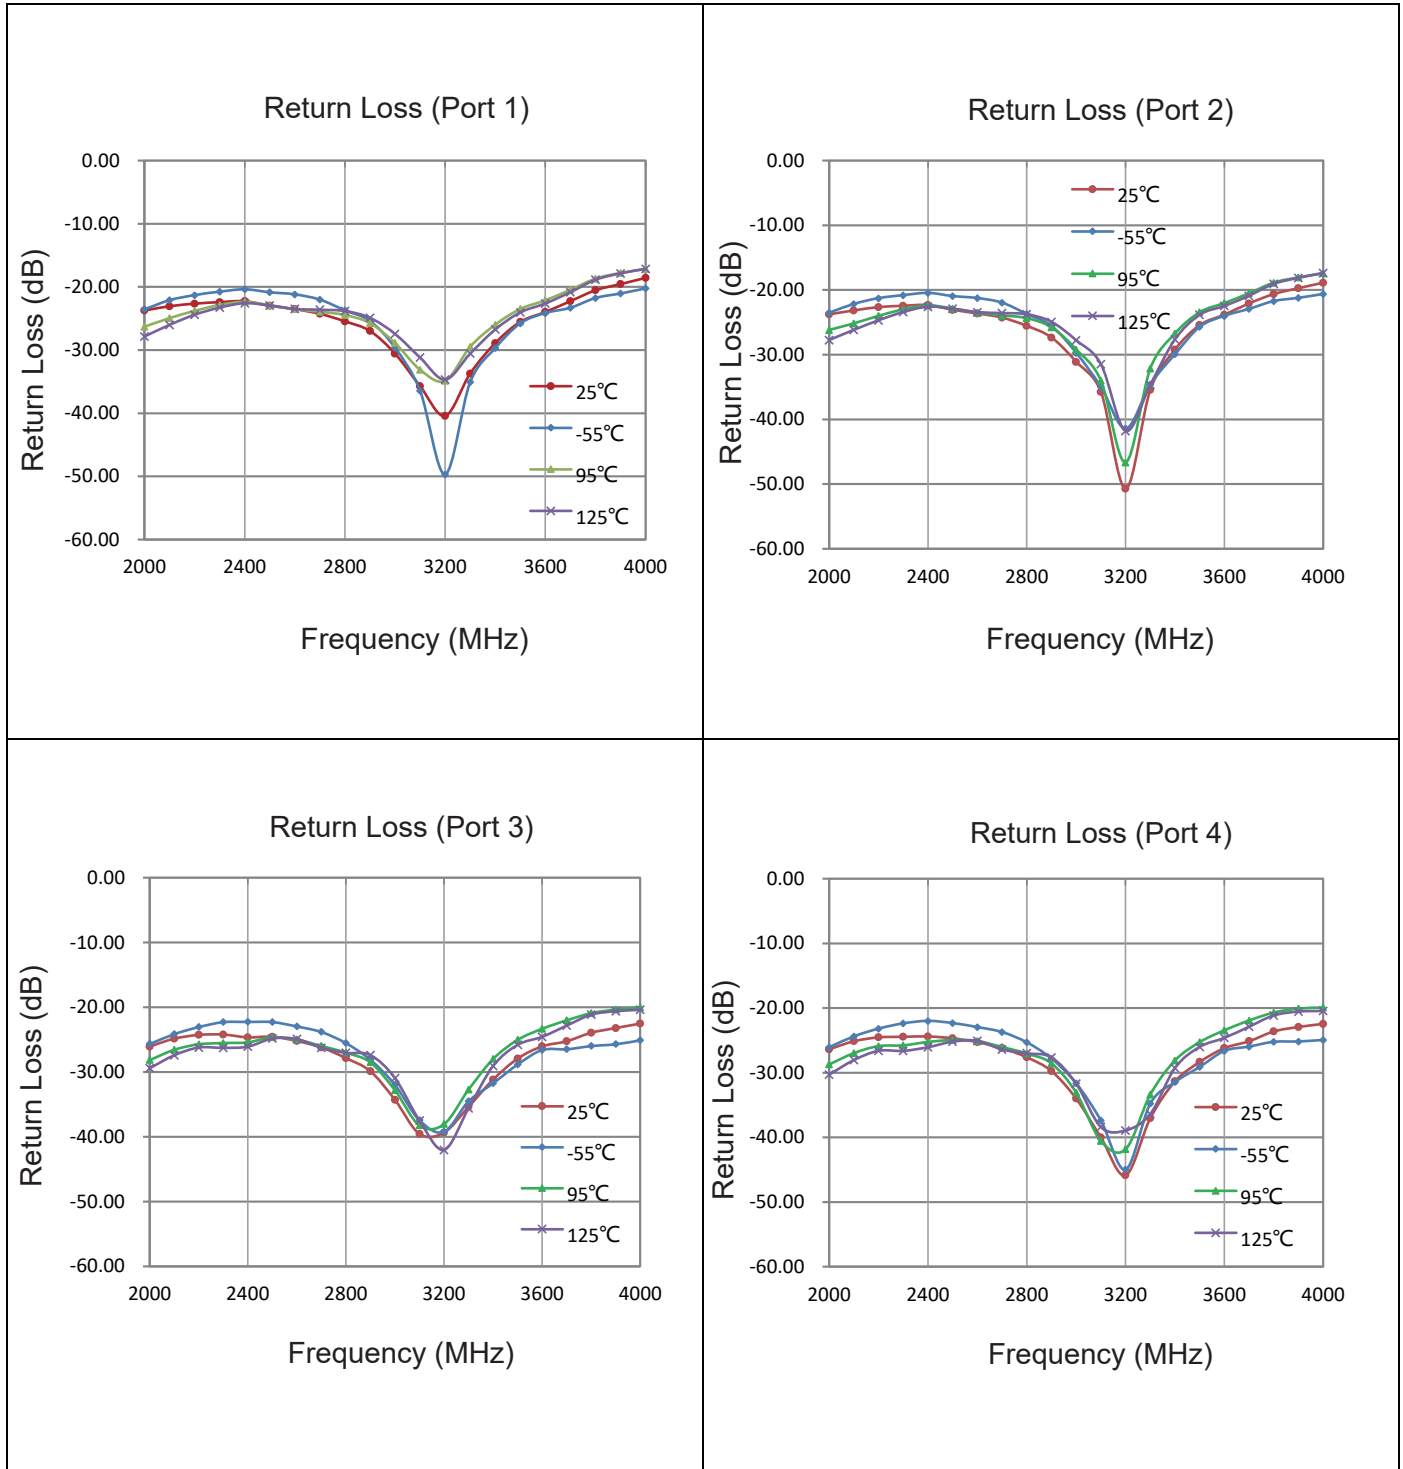 Return Loss (Port 1)
Return Loss (dB)
0.00
-10.00
-20.00
-30.00
-40.00
-50.00
-60.00
25℃
-55℃
95℃
125℃
2000 2400 2800 3200 3600 4000
Frequency (MHz)
Return Loss (Port 2)
Return Loss (dB)
0.00
-10.00
-20.00
-30.00
-40.00
-50.00
-60.00
25℃
-55℃
95℃
125℃
2000 2400 2800 3200 3600 4000
Frequency (MHz)
Return Loss (Port 3)
Return Loss (dB)
0.00
-10.00
-20.00
-30.00
-40.00
-50.00
-60.00
25℃
-55℃
95℃
125℃
2000 2400 2800 3200 3600 4000
Frequency (MHz)
Return Loss (Port 4)
Return Loss (dB)
0.00
-10.00
-20.00
-30.00
-40.00
-50.00
-60.00
25℃
-55℃
95℃
125℃
2000 2400 2800 3200 3600 4000
Frequency (MHz)